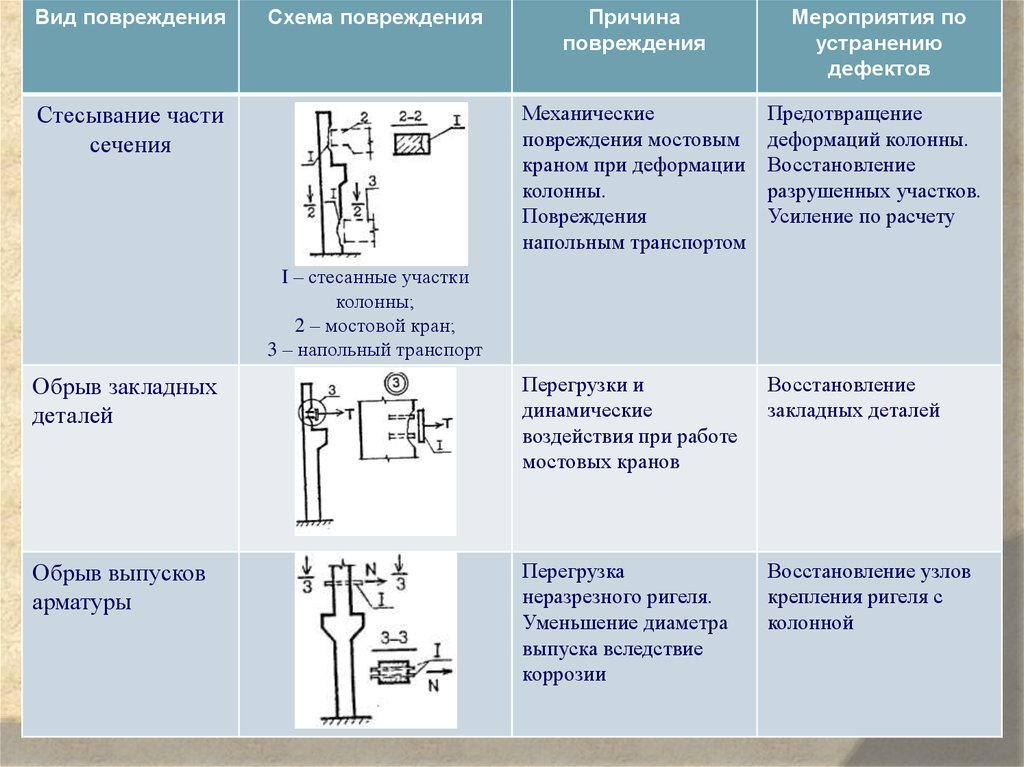 Вид повреждения
Схема повреждения
Причина
повреждения
Мероприятия по
устранению
дефектов
Стесывание части
сечения
2
2-2
I
I
3
I
2
2
I – стесанные участки
колонны;
2 – мостовой кран;
3 – напольный транспорт
Механические
повреждения мостовым
краном при деформации
колонны.
Повреждения
напольным транспортом
Предотвращение
деформаций колонны.
Восстановление
разрушенных участков.
Усиление по расчету
Обрыв закладных
деталей
3
T
3
T
I
Перегрузки и
динамические
воздействия при работе
мостовых кранов
Восстановление
закладных деталей
Обрыв выпусков
арматуры
3
N
3
I
3-3
I
N
Перегрузка
неразрезного ригеля.
Уменьшение диаметра
выпуска вследствие
коррозии
Восстановление узлов
крепления ригеля с
колонной